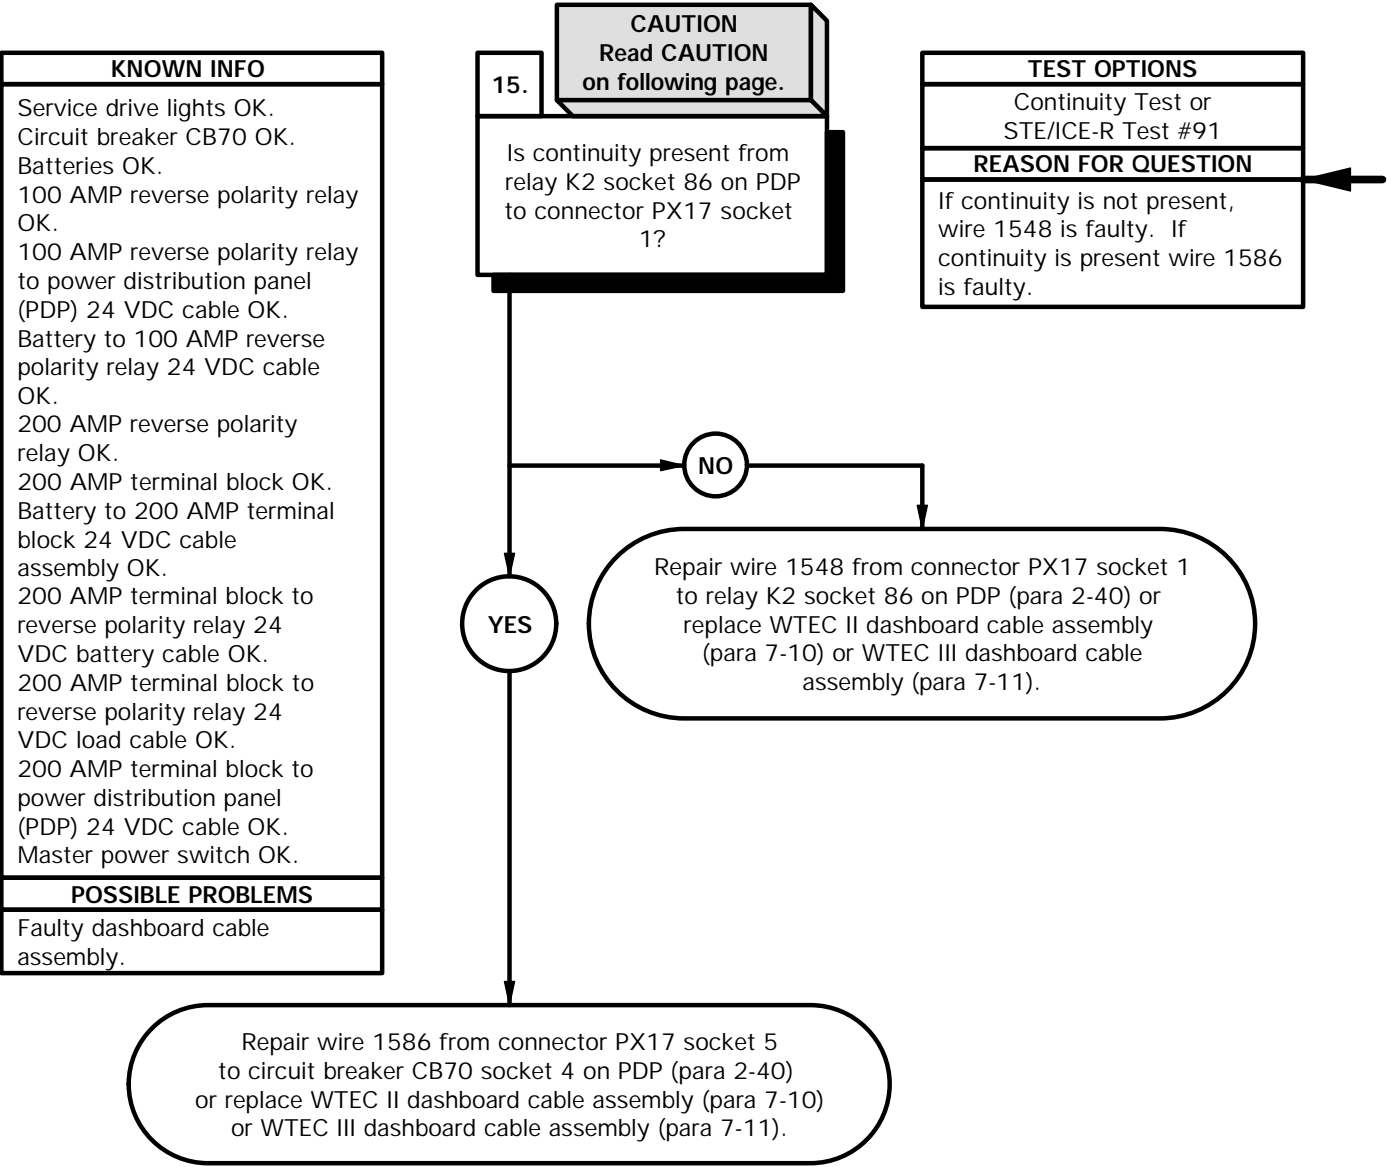 KNOWN INFO
Service drive lights OK.
Circuit breaker CB70 OK.
Batteries OK.
100 AMP reverse polarity relay
OK.
100 AMP reverse polarity relay
to power distribution panel
(PDP) 24 VDC cable OK.
Battery to 100 AMP reverse
polarity relay 24 VDC cable
OK.
200 AMP reverse polarity
relay OK.
200 AMP terminal block OK.
Battery to 200 AMP terminal
block 24 VDC cable
assembly OK.
200 AMP terminal block to
reverse polarity relay 24
VDC battery cable OK.
200 AMP terminal block to
reverse polarity relay 24
VDC load cable OK.
200 AMP terminal block to
power distribution panel
(PDP) 24 VDC cable OK.
Master power switch OK.
POSSIBLE PROBLEMS
Faulty dashboard cable
assembly.
CAUTION
Read CAUTION
on following page.
15.
Is continuity present from
relay K2 socket 86 on PDP
to connector PX17 socket
1?
TEST OPTIONS
Continuity Test or
STE/ICE-R Test #91
REASON FOR QUESTION
If continuity is not present,
wire 1548 is faulty.  If
continuity is present wire 1586
is faulty.
NO
Repair wire 1548 from connector PX17 socket 1
to relay K2 socket 86 on PDP (para 2-40) or
replace WTEC II dashboard cable assembly
(para 7-10) or WTEC III dashboard cable
assembly (para 7-11).
YES
Repair wire 1586 from connector PX17 socket 5
to circuit breaker CB70 socket 4 on PDP (para 2-40)
or replace WTEC II dashboard cable assembly (para 7-10)
or WTEC III dashboard cable assembly (para 7-11).